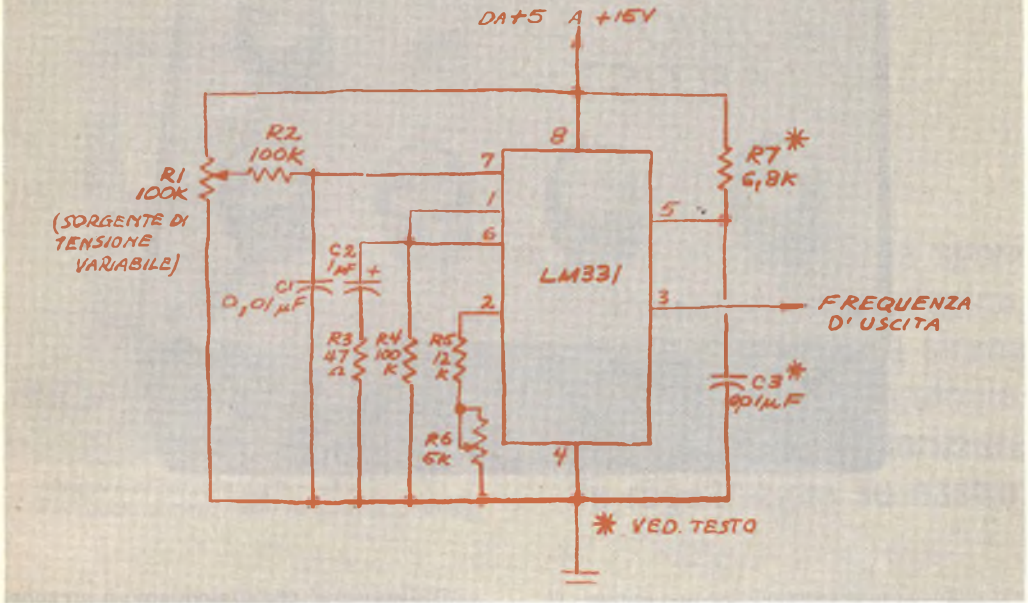 DA +5 A +15V
R2
100K
8
R7*
6,8K
7
R1
100K
1
5
(SORGENTE DI
TENSIONE
VARIABILE)
6
C2
1µF +
LM331
C1
0,01µF
2
3
FREQUENZA
D'USCITA
R3
47
Ω
R4
100
K
R5
12
K
C3*
0,01µF
R6
5K
4
* VED. TESTO